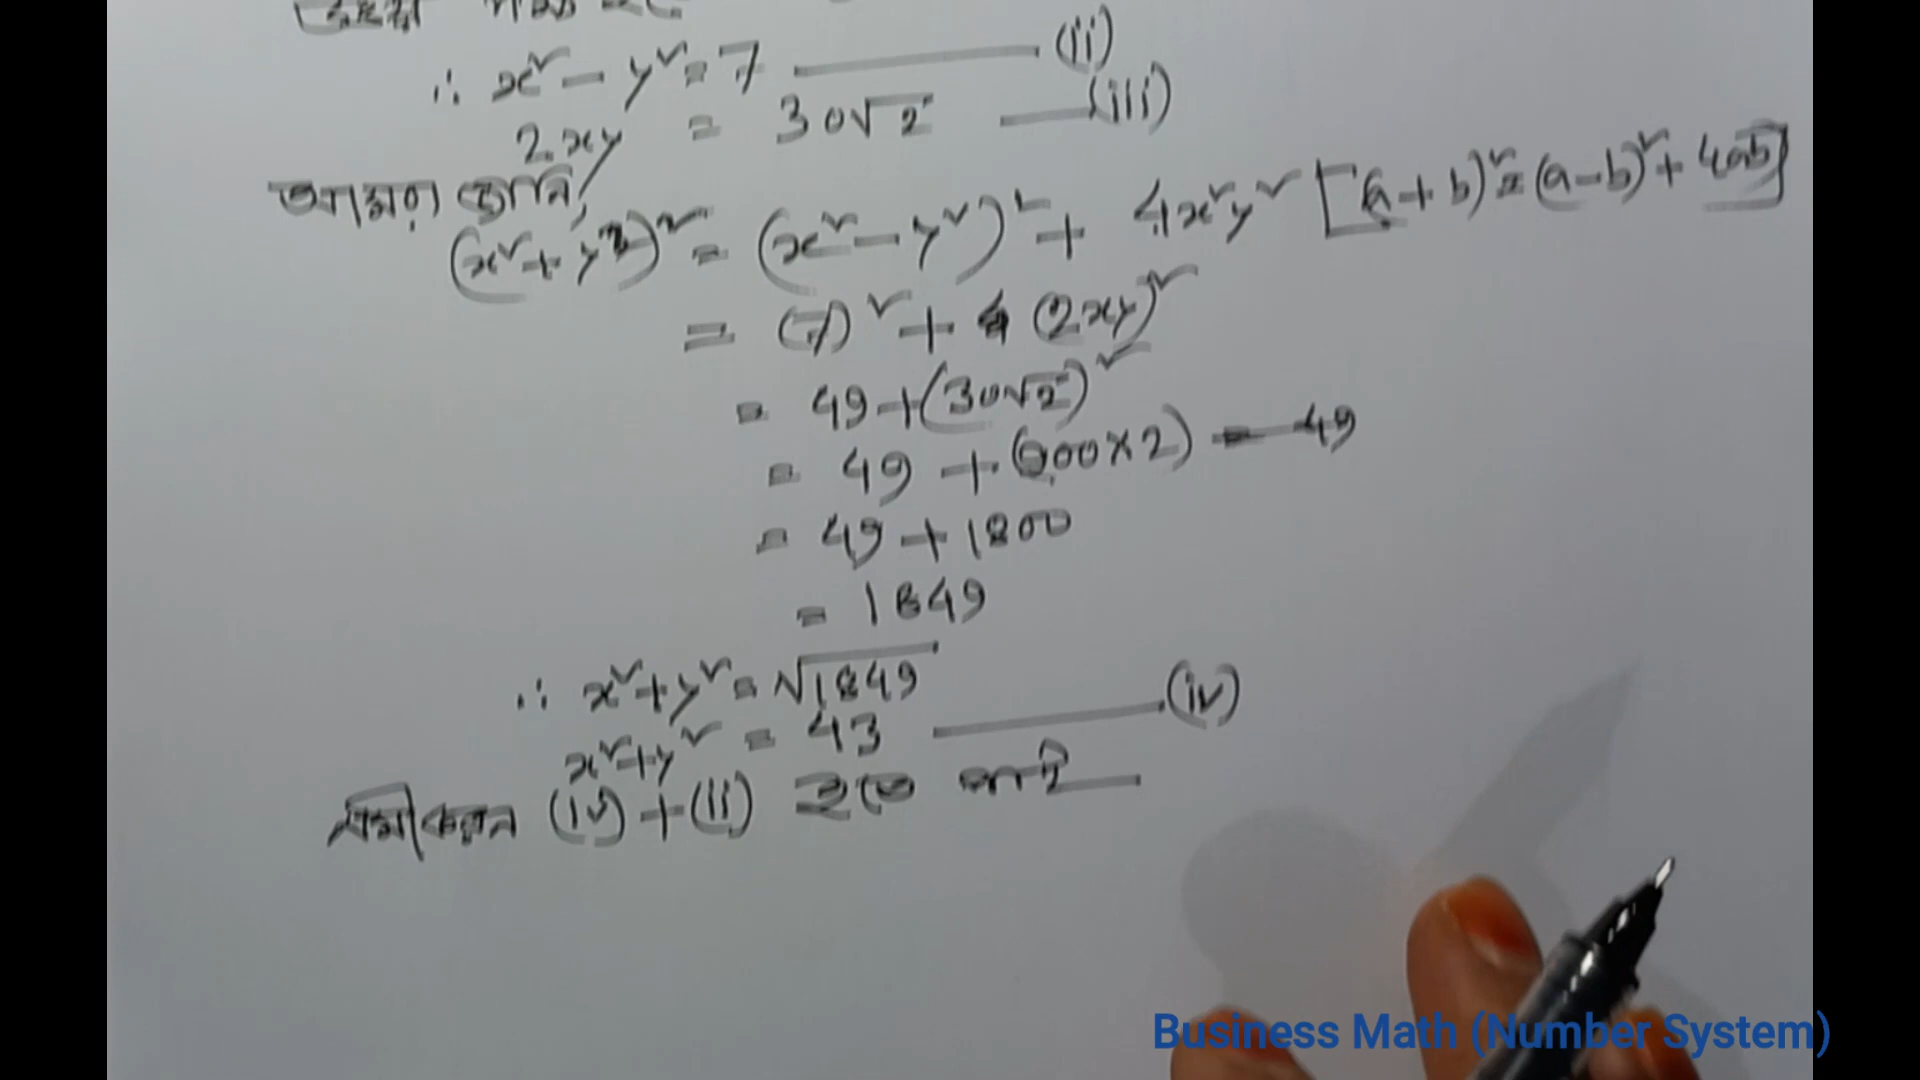 ∴ x² - y² = 7 ——— (ii)
2xy = 30√2 ——— (iii)
আমরা জানি,
(x² + y²)² = (x² - y²)² + 4x²y² [(a+b)² = (a-b)² + 4ab]
= (7)² + (2xy)²
= 49 + (30√2)²
= 49 + (900×2) — 49
= 49 + 1800
= 1849
∴ x² + y² = √1849
x² + y² = 43 ——— (iv)
সমীকরন (iv) + (ii) হতে পাই
Business Math (Number System)